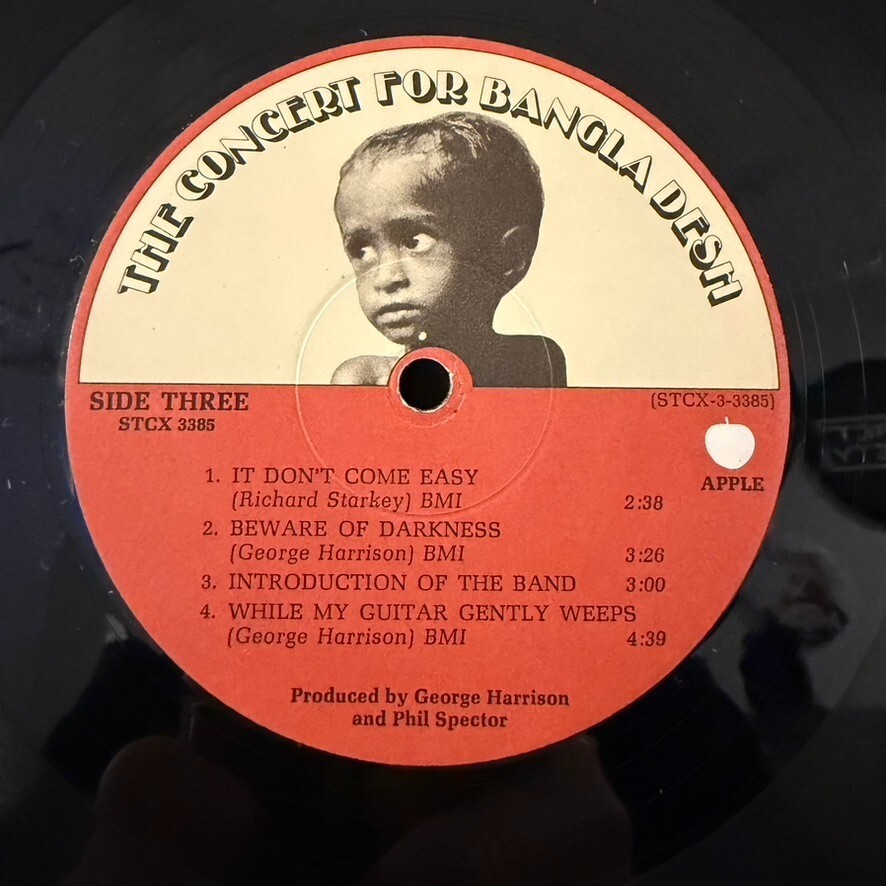 THE CONCERT FOR BANGLA DESH
SIDE THREE
STCX 3385
(STCX-3-3385)
APPLE
1. IT DON'T COME EASY
(Richard Starkey) BMI 2:38
2. BEWARE OF DARKNESS
(George Harrison) BMI 3:26
3. INTRODUCTION OF THE BAND 3:00
4. WHILE MY GUITAR GENTLY WEEPS
(George Harrison) BMI 4:39
Produced by George Harrison
and Phil Spector